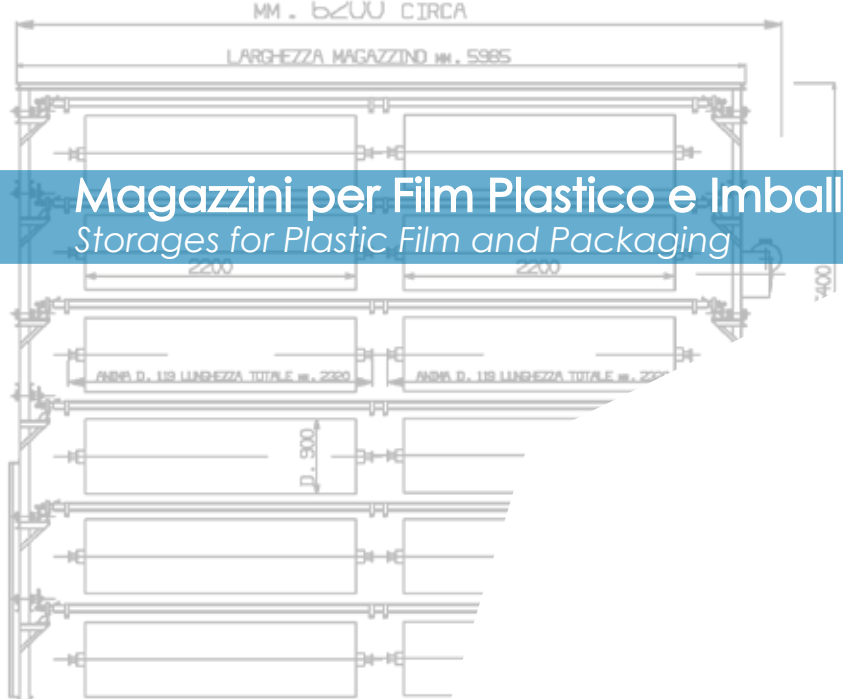 MM. 6200 CIRCA
LARGHEZZA MAGAZZINO MM. 5985
Magazzini per Film Plastico e Imball
Storages for Plastic Film and Packaging
2200 2200
ANIMA D. 119 LUNGHEZZA TOTALE MM. 2320 ANIMA D. 119 LUNGHEZZA TOTALE MM.
D. 900